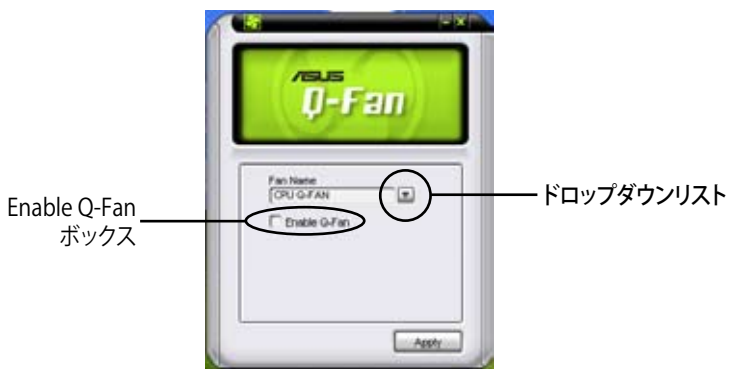 ASUS
Q-Fan
Fan Name
CPU Q-FAN
ドロップダウンリスト
Enable Q-Fan
ボックス
Enable Q-Fan
Apply